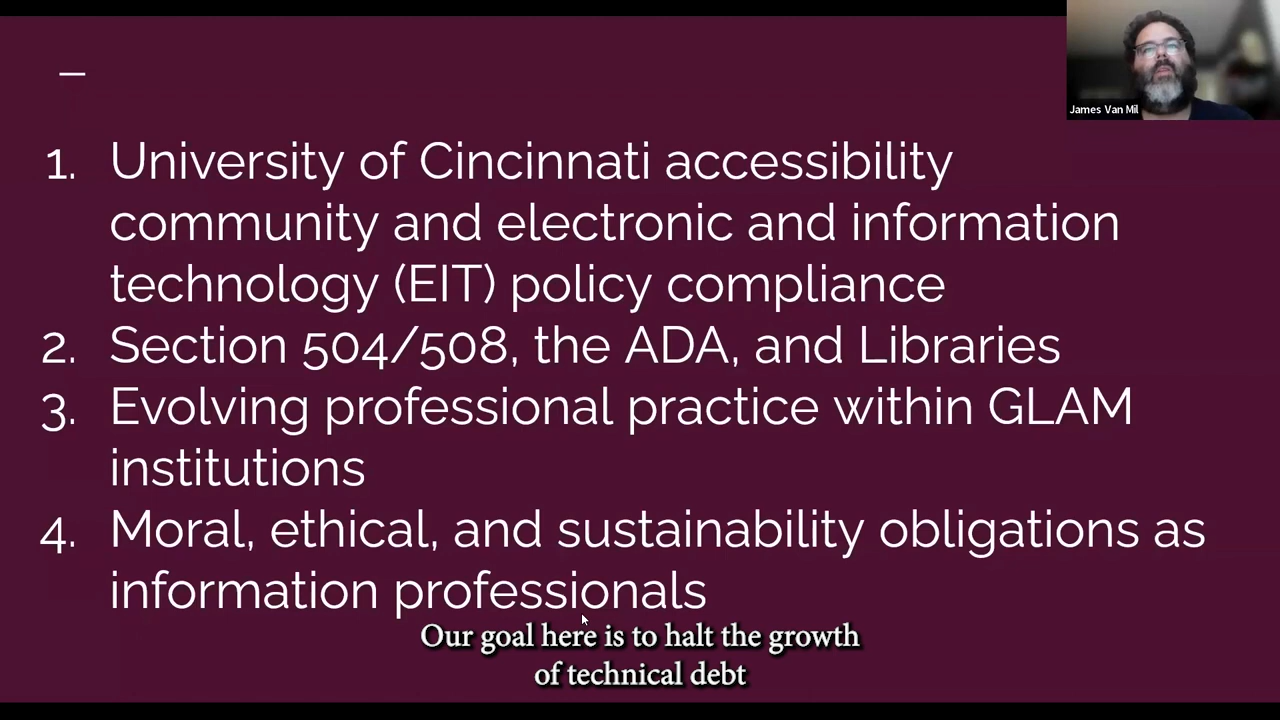 James Van Mil
1. University of Cincinnati accessibility
community and electronic and information
technology (EIT) policy compliance
2. Section 504/508, the ADA, and Libraries
3. Evolving professional practice within GLAM
institutions
4. Moral, ethical, and sustainability obligations as
information professionals
Our goal here is to halt the growth
of technical debt